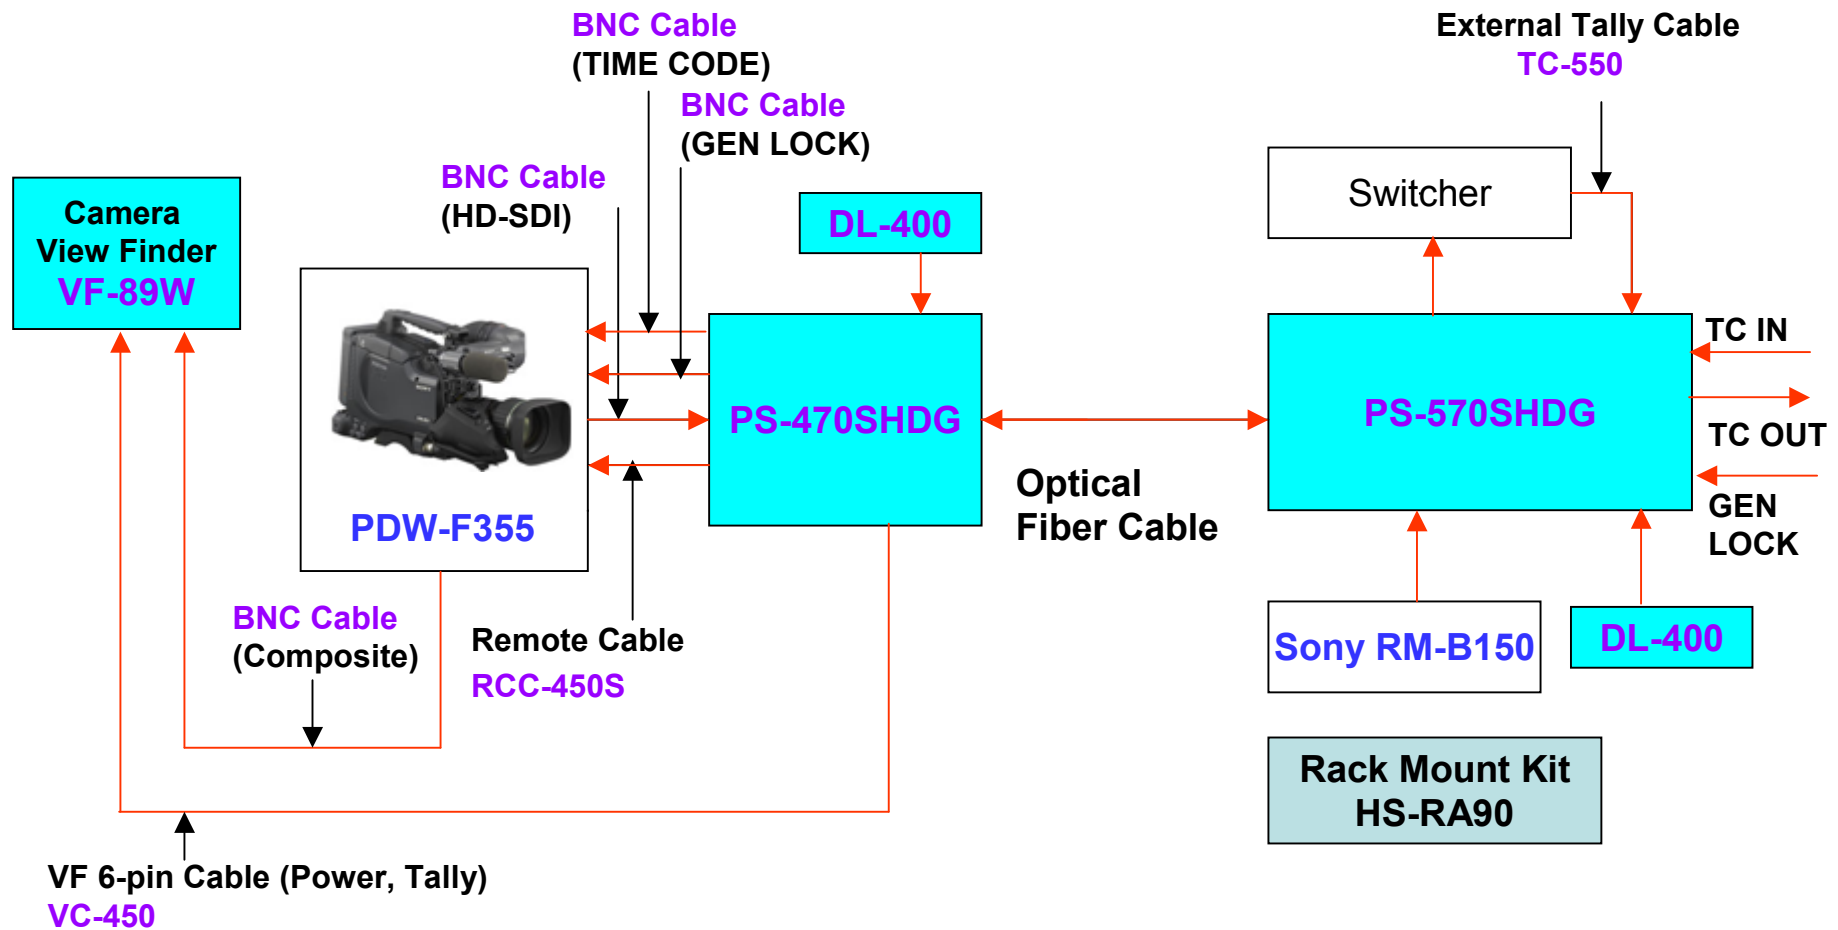 BNC Cable
(TIME CODE)
BNC Cable
(GEN LOCK)
BNC Cable
(HD-SDI)
External Tally Cable
TC-550
Camera
View Finder
VF-89W
DL-400
Switcher
PDW-F355
PS-470SHDG
Optical
Fiber Cable
PS-570SHDG
TC IN
TC OUT
GEN
LOCK
BNC Cable
(Composite)
Remote Cable
RCC-450S
Sony RM-B150
DL-400
Rack Mount Kit
HS-RA90
VF 6-pin Cable (Power, Tally)
VC-450